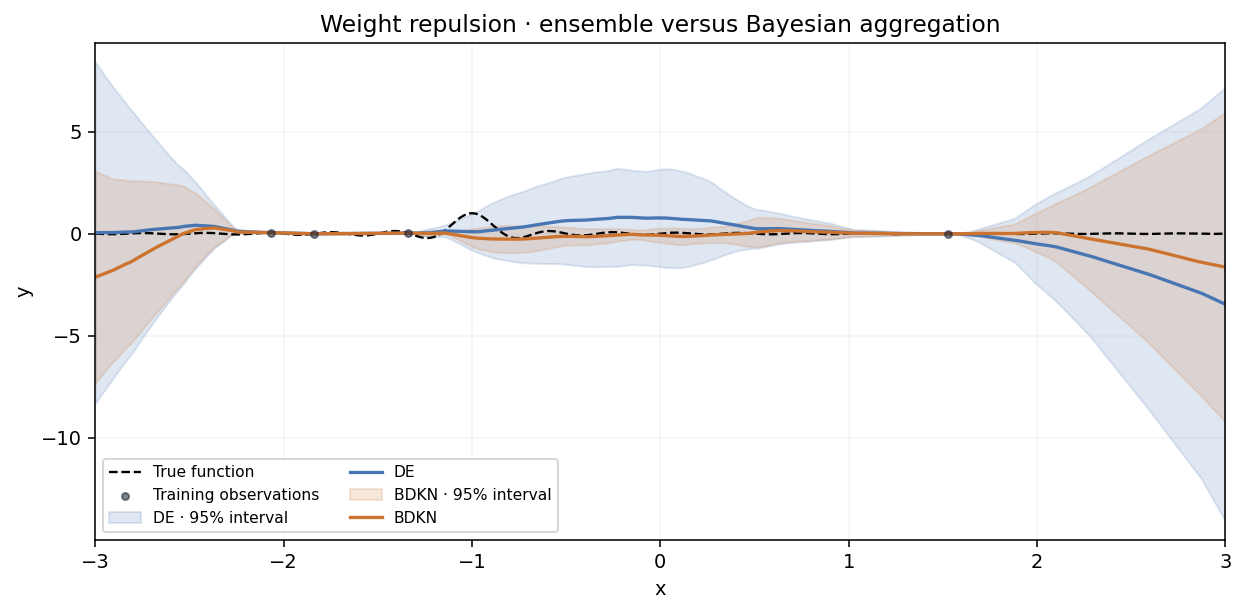 Weight repulsion · ensemble versus Bayesian aggregation
y
5
0
−5
−10
True function
Training observations
DE · 95% interval
DE
BDKN · 95% interval
BDKN
−3 −2 −1 0 1 2 3
x